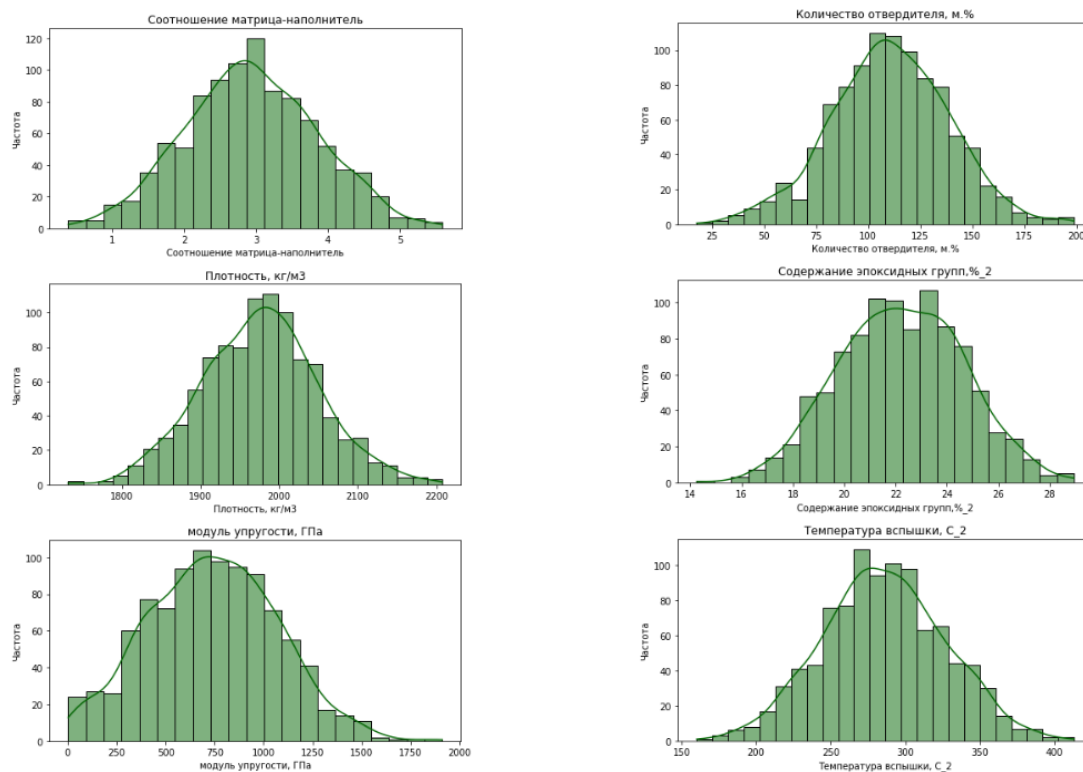 Соотношение матрица-наполнитель
Частота
120
100
80
60
40
20
0
1 2 3 4 5
Соотношение матрица-наполнитель
Количество отвердителя, м.%
Частота
100
80
60
40
20
0
25 50 75 100 125 150 175 200
Количество отвердителя, м.%
Плотность, кг/м3
Частота
100
80
60
40
20
0
1800 1900 2000 2100 2200
Плотность, кг/м3
Содержание эпоксидных групп,%_2
Частота
100
80
60
40
20
0
14 16 18 20 22 24 26 28
Содержание эпоксидных групп,%_2
модуль упругости, ГПа
Частота
100
80
60
40
20
0
0 250 500 750 1000 1250 1500 1750 2000
модуль упругости, ГПа
Температура вспышки, С_2
Частота
100
80
60
40
20
0
150 200 250 300 350 400
Температура вспышки, С_2